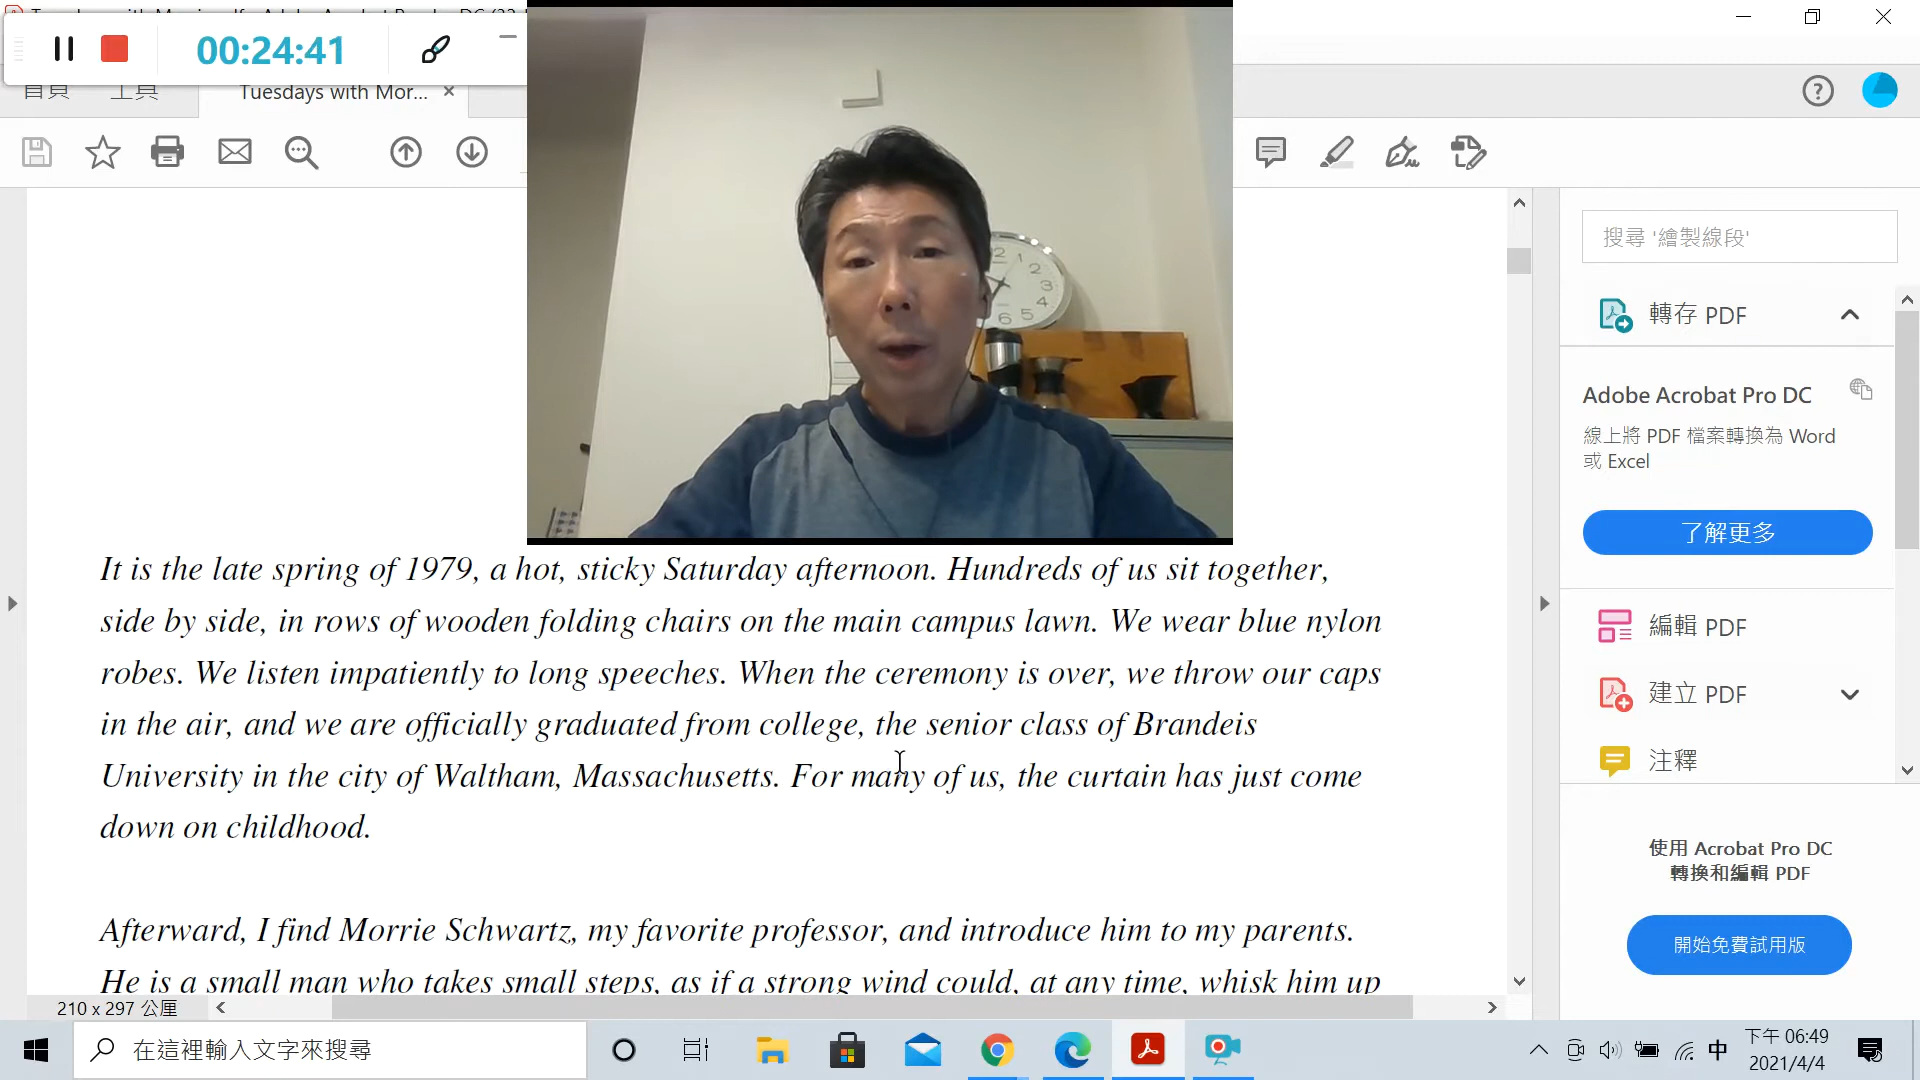 00:24:41
首頁
工具
Tuesdays with Mor...
搜尋 '繪製線段'
轉存 PDF
Adobe Acrobat Pro DC
線上將 PDF 檔案轉換為 Word
或 Excel
了解更多
編輯 PDF
建立 PDF
注釋
使用 Acrobat Pro DC
轉換和編輯 PDF
開始免費試用版
It is the late spring of 1979, a hot, sticky Saturday afternoon. Hundreds of us sit together,
side by side, in rows of wooden folding chairs on the main campus lawn. We wear blue nylon
robes. We listen impatiently to long speeches. When the ceremony is over, we throw our caps
in the air, and we are officially graduated from college, the senior class of Brandeis
University in the city of Waltham, Massachusetts. For many of us, the curtain has just come
down on childhood.
Afterward, I find Morrie Schwartz, my favorite professor, and introduce him to my parents.
He is a small man who takes small steps, as if a strong wind could, at any time, whisk him up
210 x 297 公厘
在這裡輸入文字來搜尋
中
下午 06:49
2021/4/4